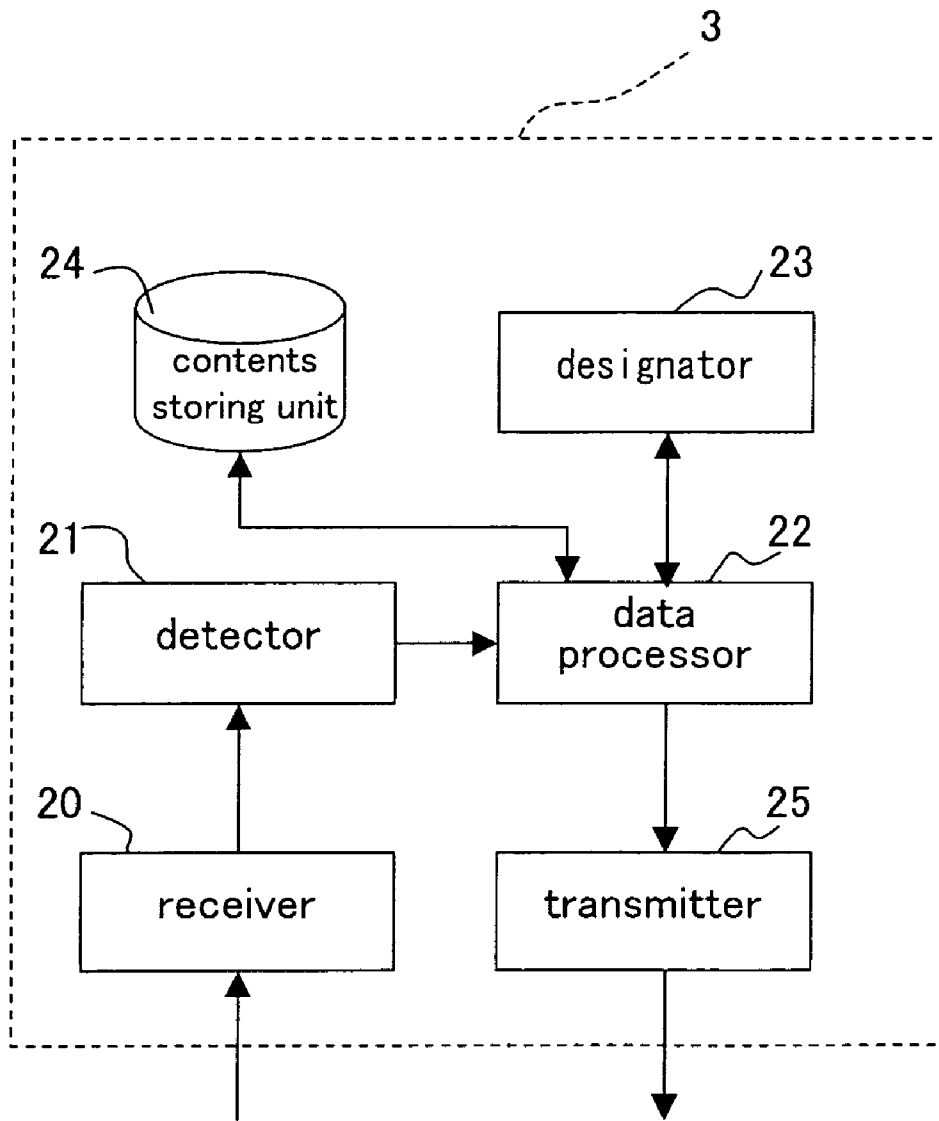 3
24
23
contents
storing unit
designator
21
22
detector
data
processor
20
25
receiver
transmitter